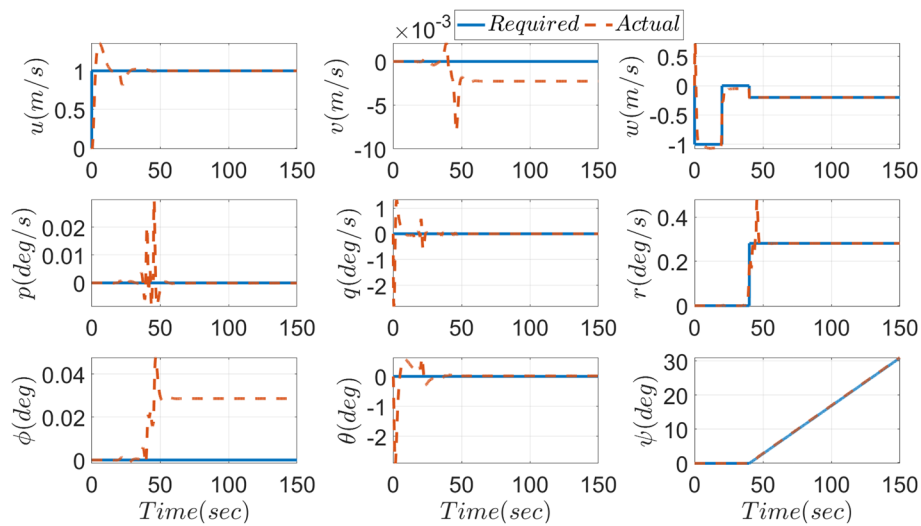 ×10⁻³
Required Actual
u(m/s)
1
0.5
0
0 50 100 150
v(m/s)
0
-5
-10
0 50 100 150
w(m/s)
0.5
0
-0.5
-1
0 50 100 150
p(deg/s)
0.02
0.01
0
0 50 100 150
q(deg/s)
1
0
-1
-2
0 50 100 150
r(deg/s)
0.4
0.2
0
0 50 100 150
ϕ(deg)
0.04
0.02
0
0 50 100 150
Time(sec)
θ(deg)
0
-1
-2
0 50 100 150
Time(sec)
ψ(deg)
30
20
10
0
0 50 100 150
Time(sec)